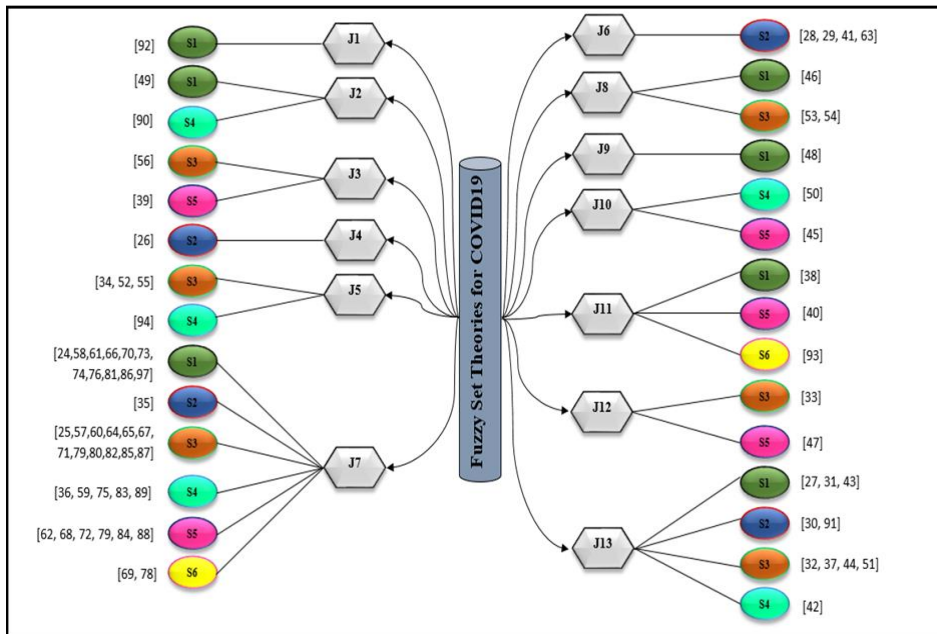 [92] S1 J1
[49] S1 J2
[90] S4
[56] S3 J3
[39] S5
[26] S2 J4
[34, 52, 55] S3 J5
[94] S4
[24,58,61,66,70,73,
74,76,81,86,97] S1
[35] S2
[25,57,60,64,65,67,
71,79,80,82,85,87] S3
J7
[36, 59, 75, 83, 89] S4
[62, 68, 72, 79, 84, 88] S5
[69, 78] S6
Fuzzy Set Theories for COVID19
J6 S2 [28, 29, 41, 63]
J8 S1 [46]
S3 [53, 54]
J9 S1 [48]
J10 S4 [50]
S5 [45]
S1 [38]
J11 S5 [40]
S6 [93]
J12 S3 [33]
S5 [47]
S1 [27, 31, 43]
S2 [30, 91]
J13 S3 [32, 37, 44, 51]
S4 [42]